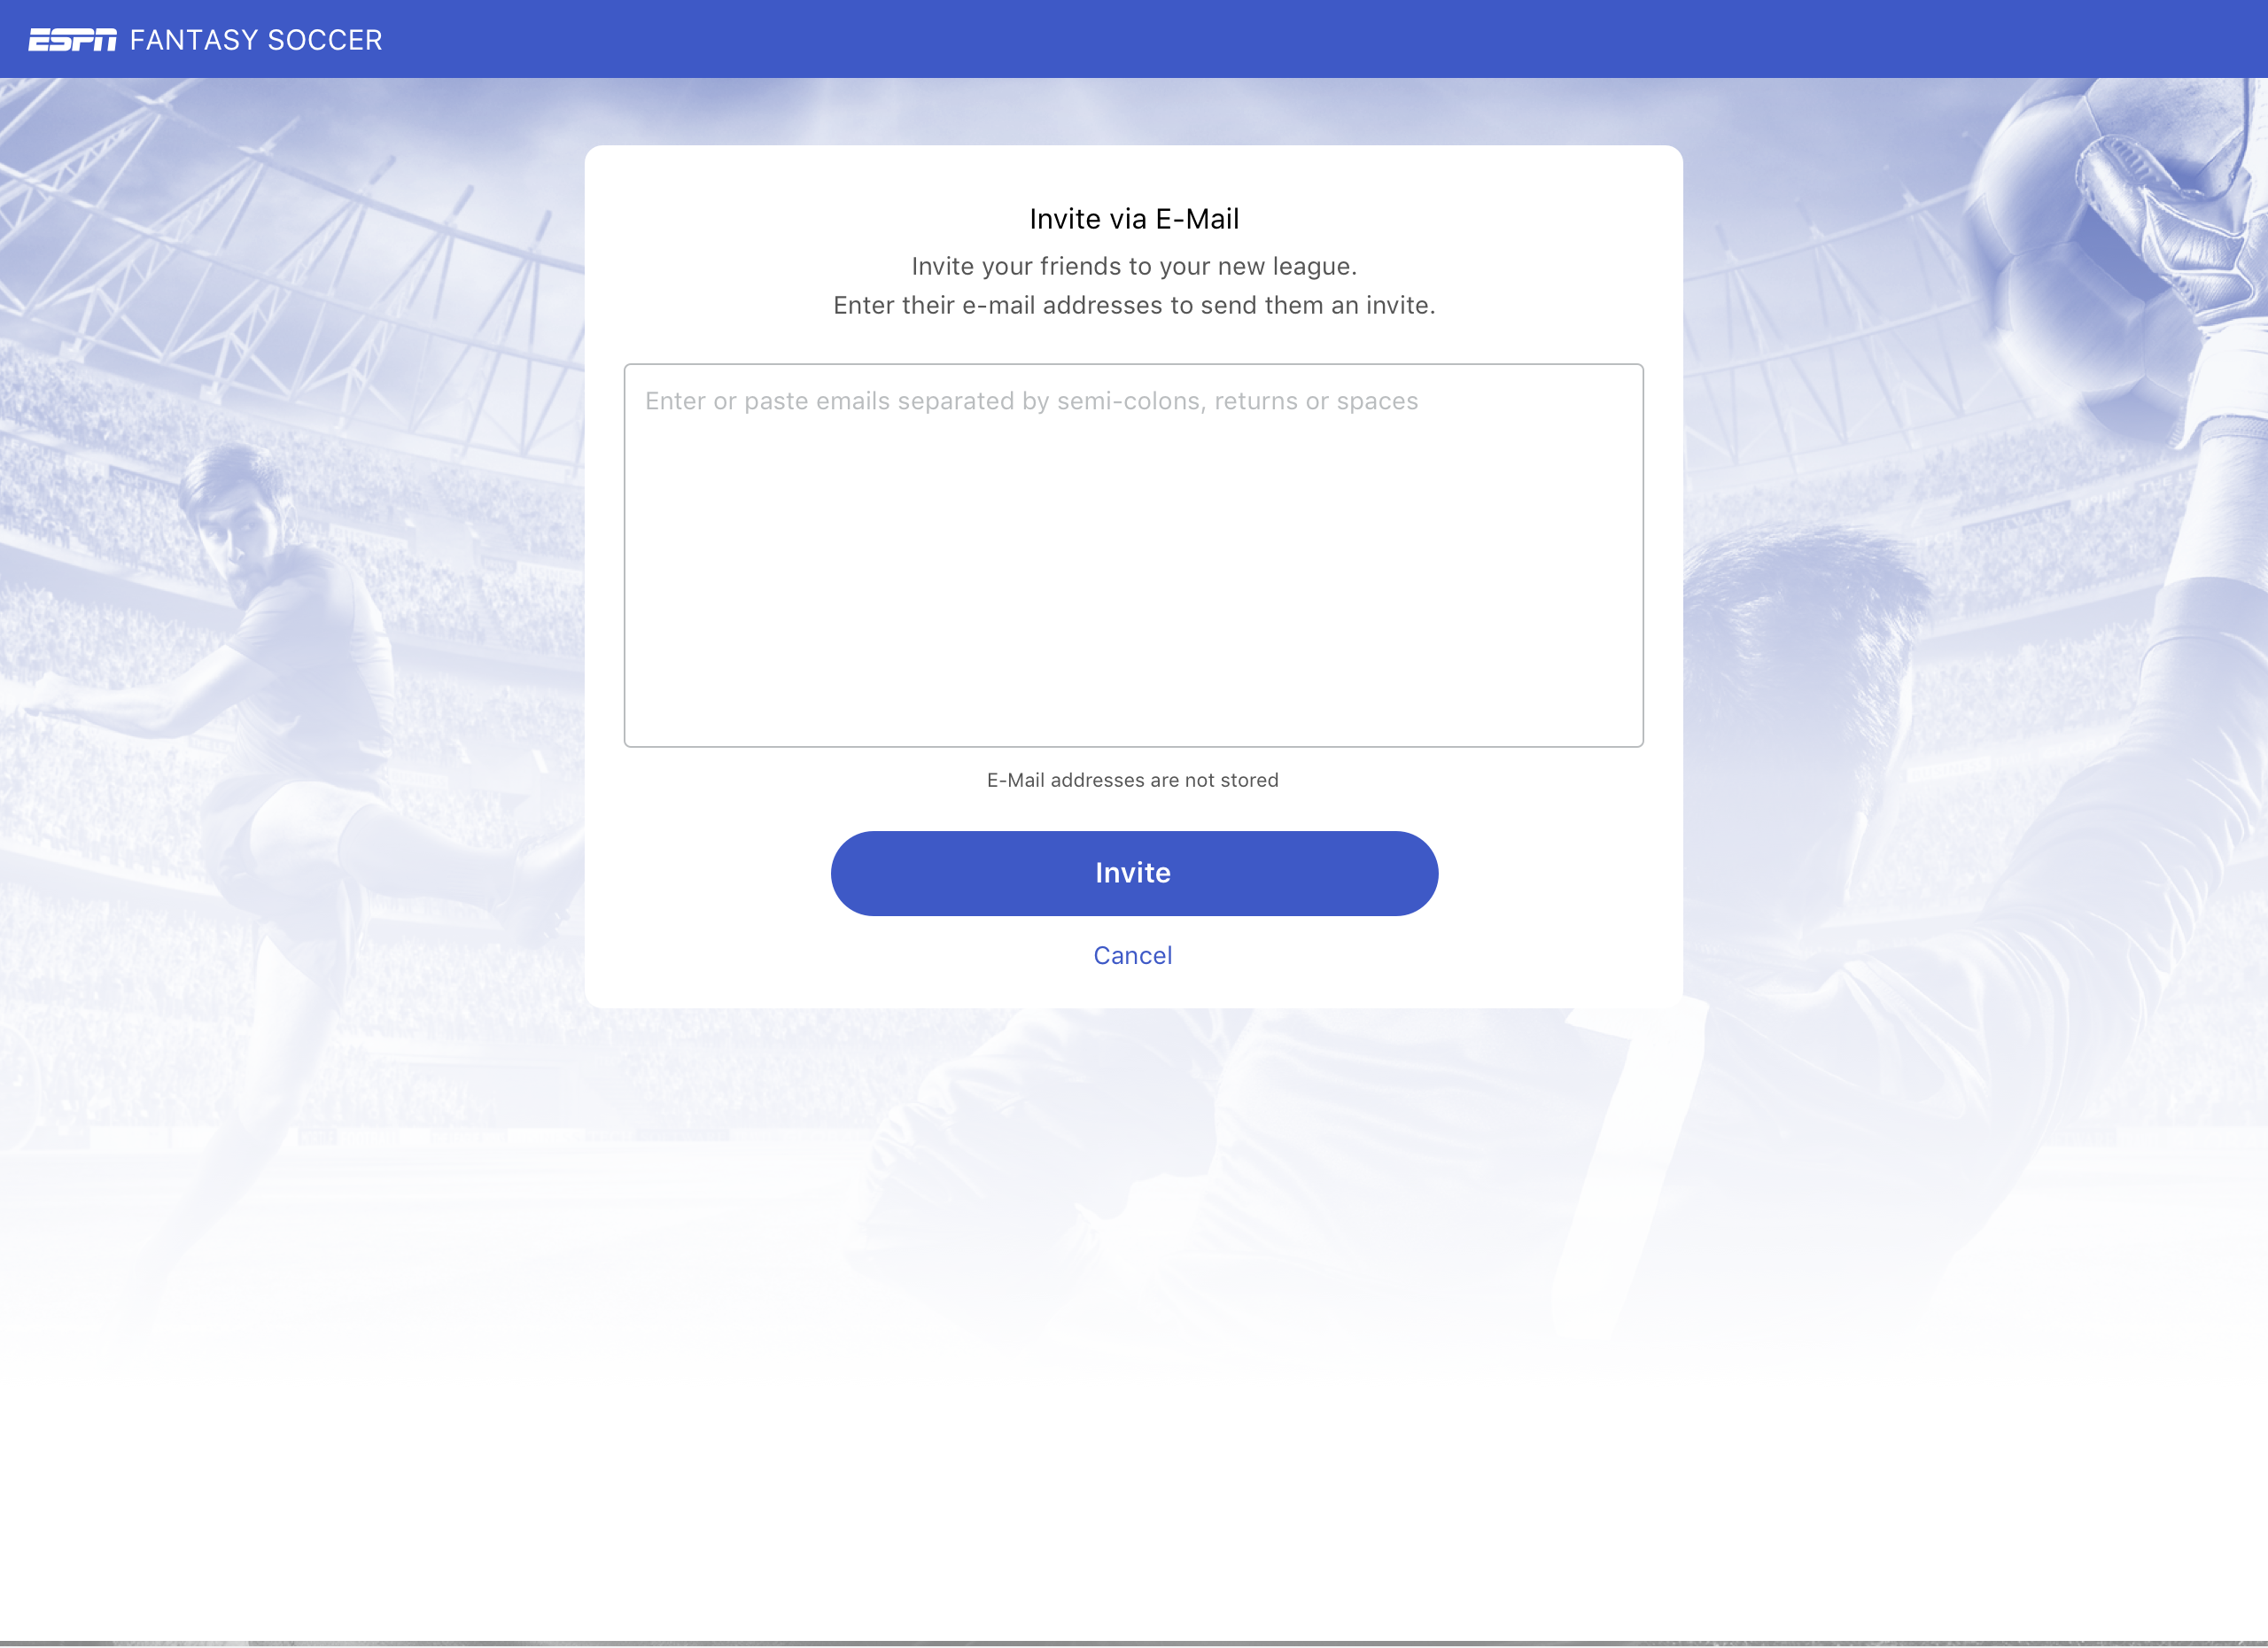 ESPN FANTASY SOCCER
Invite via E-Mail
Invite your friends to your new league.
Enter their e-mail addresses to send them an invite.
Enter or paste emails separated by semi-colons, returns or spaces
E-Mail addresses are not stored
Invite
Cancel